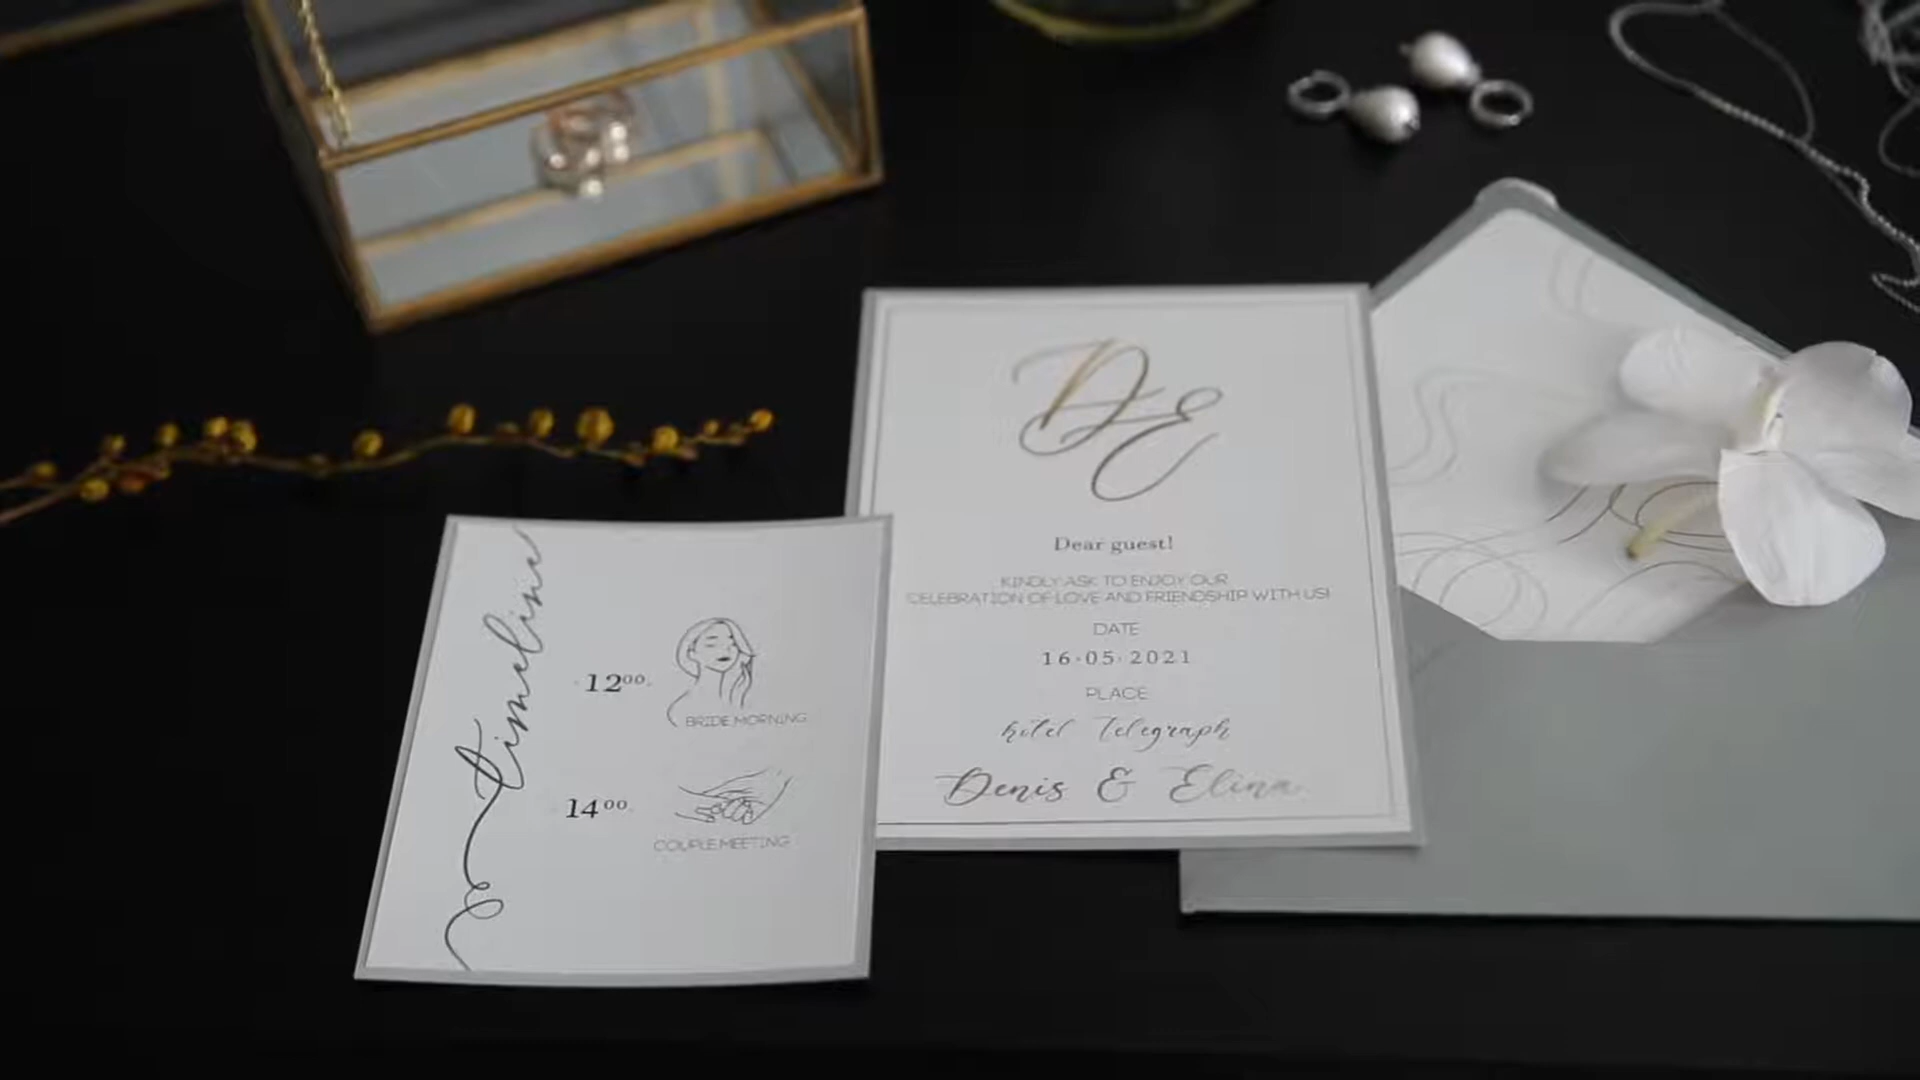 timeline
12⁰⁰
BRIDE MORNING
14⁰⁰
COUPLE MEETING
DE
Dear guest!
KINDLY ASK TO ENJOY OUR
CELEBRATION OF LOVE AND FRIENDSHIP WITH US!
DATE
16·05·2021
PLACE
hotel Telegraph
Denis & Elina